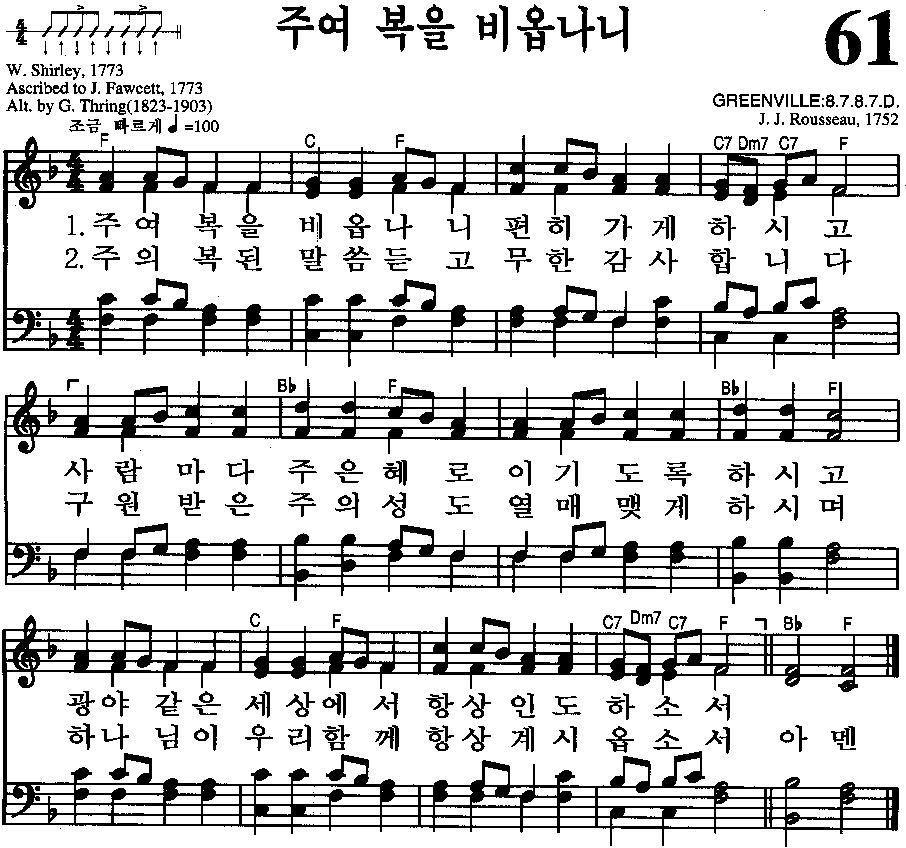 주여 복을 비옵나니
61
4/4
W. Shirley, 1773
Ascribed to J. Fawcett, 1773
Alt. by G. Thring(1823-1903)
GREENVILLE:8.7.8.7.D.
J. J. Rousseau, 1752
조금 빠르게 ♩=100
F C F C7 Dm7 C7 F
1. 주여 복을 비옵나니 편히 가게 하시고
2. 주의 복된 말씀듣고 무한감사 합니다
B♭ F B♭ F
사람마다 주은혜로 이기도록 하시고
구원받은 주의성도 열매맺게 하시며
C F C7 Dm7 C7 F B♭ F
광야 같은 세상에서 항상인도 하소서
하나님이 우리함께 항상계시옵소서 아멘